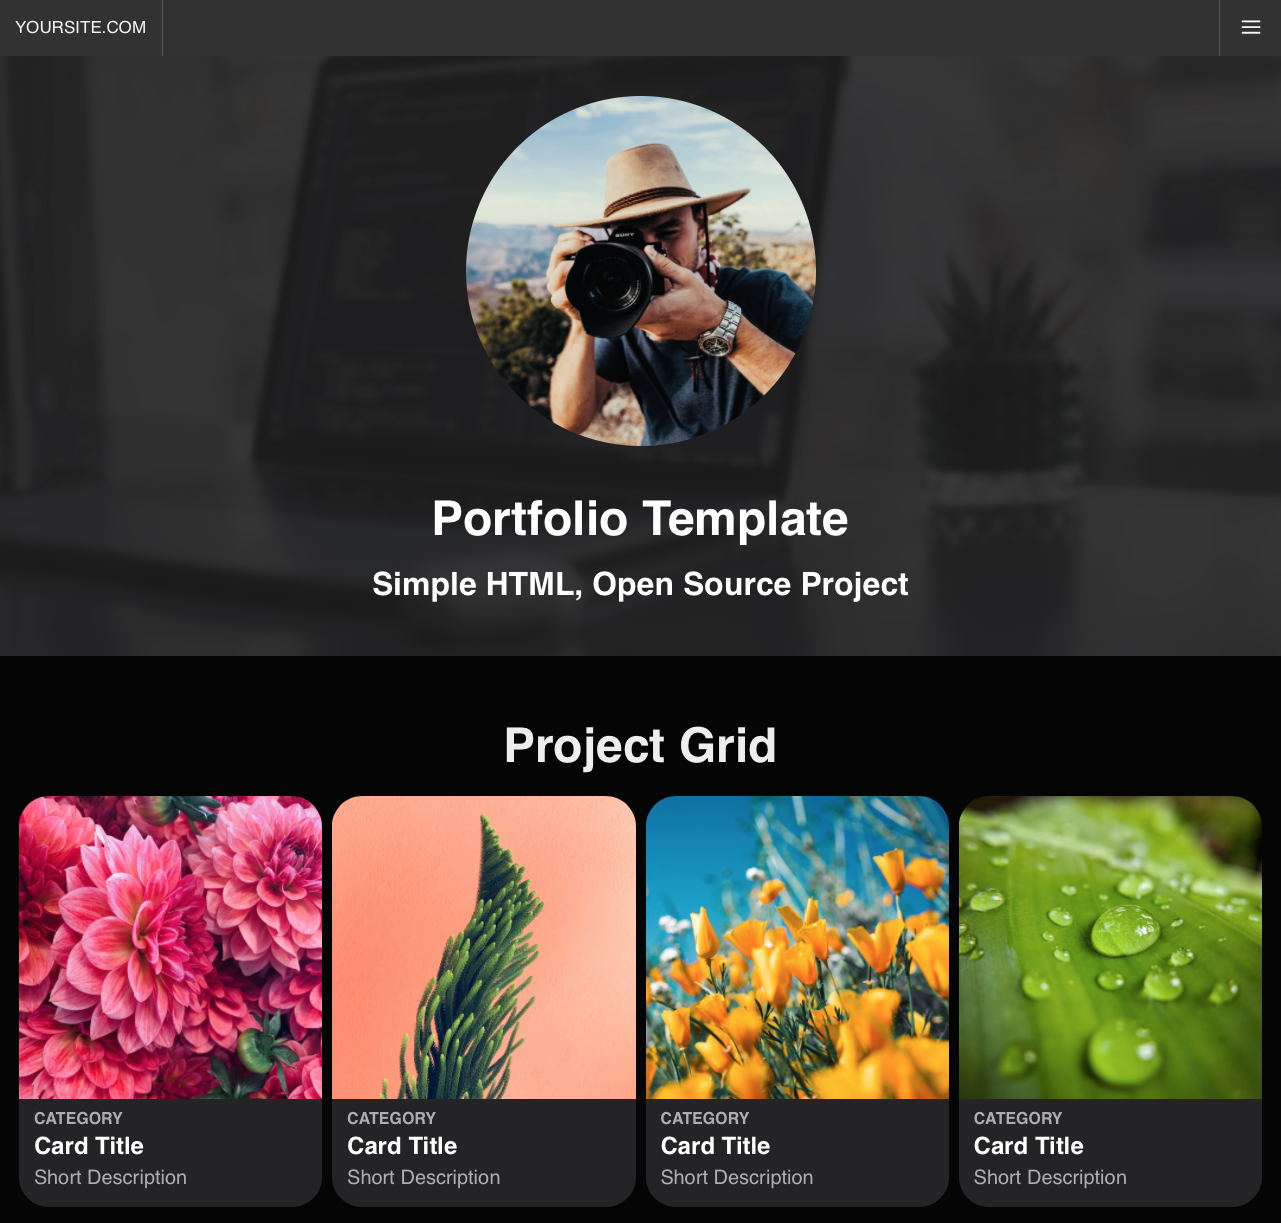 YOURSITE.COM
SONY
Portfolio Template
Simple HTML, Open Source Project
Project Grid
CATEGORY
Card Title
Short Description
CATEGORY
Card Title
Short Description
CATEGORY
Card Title
Short Description
CATEGORY
Card Title
Short Description